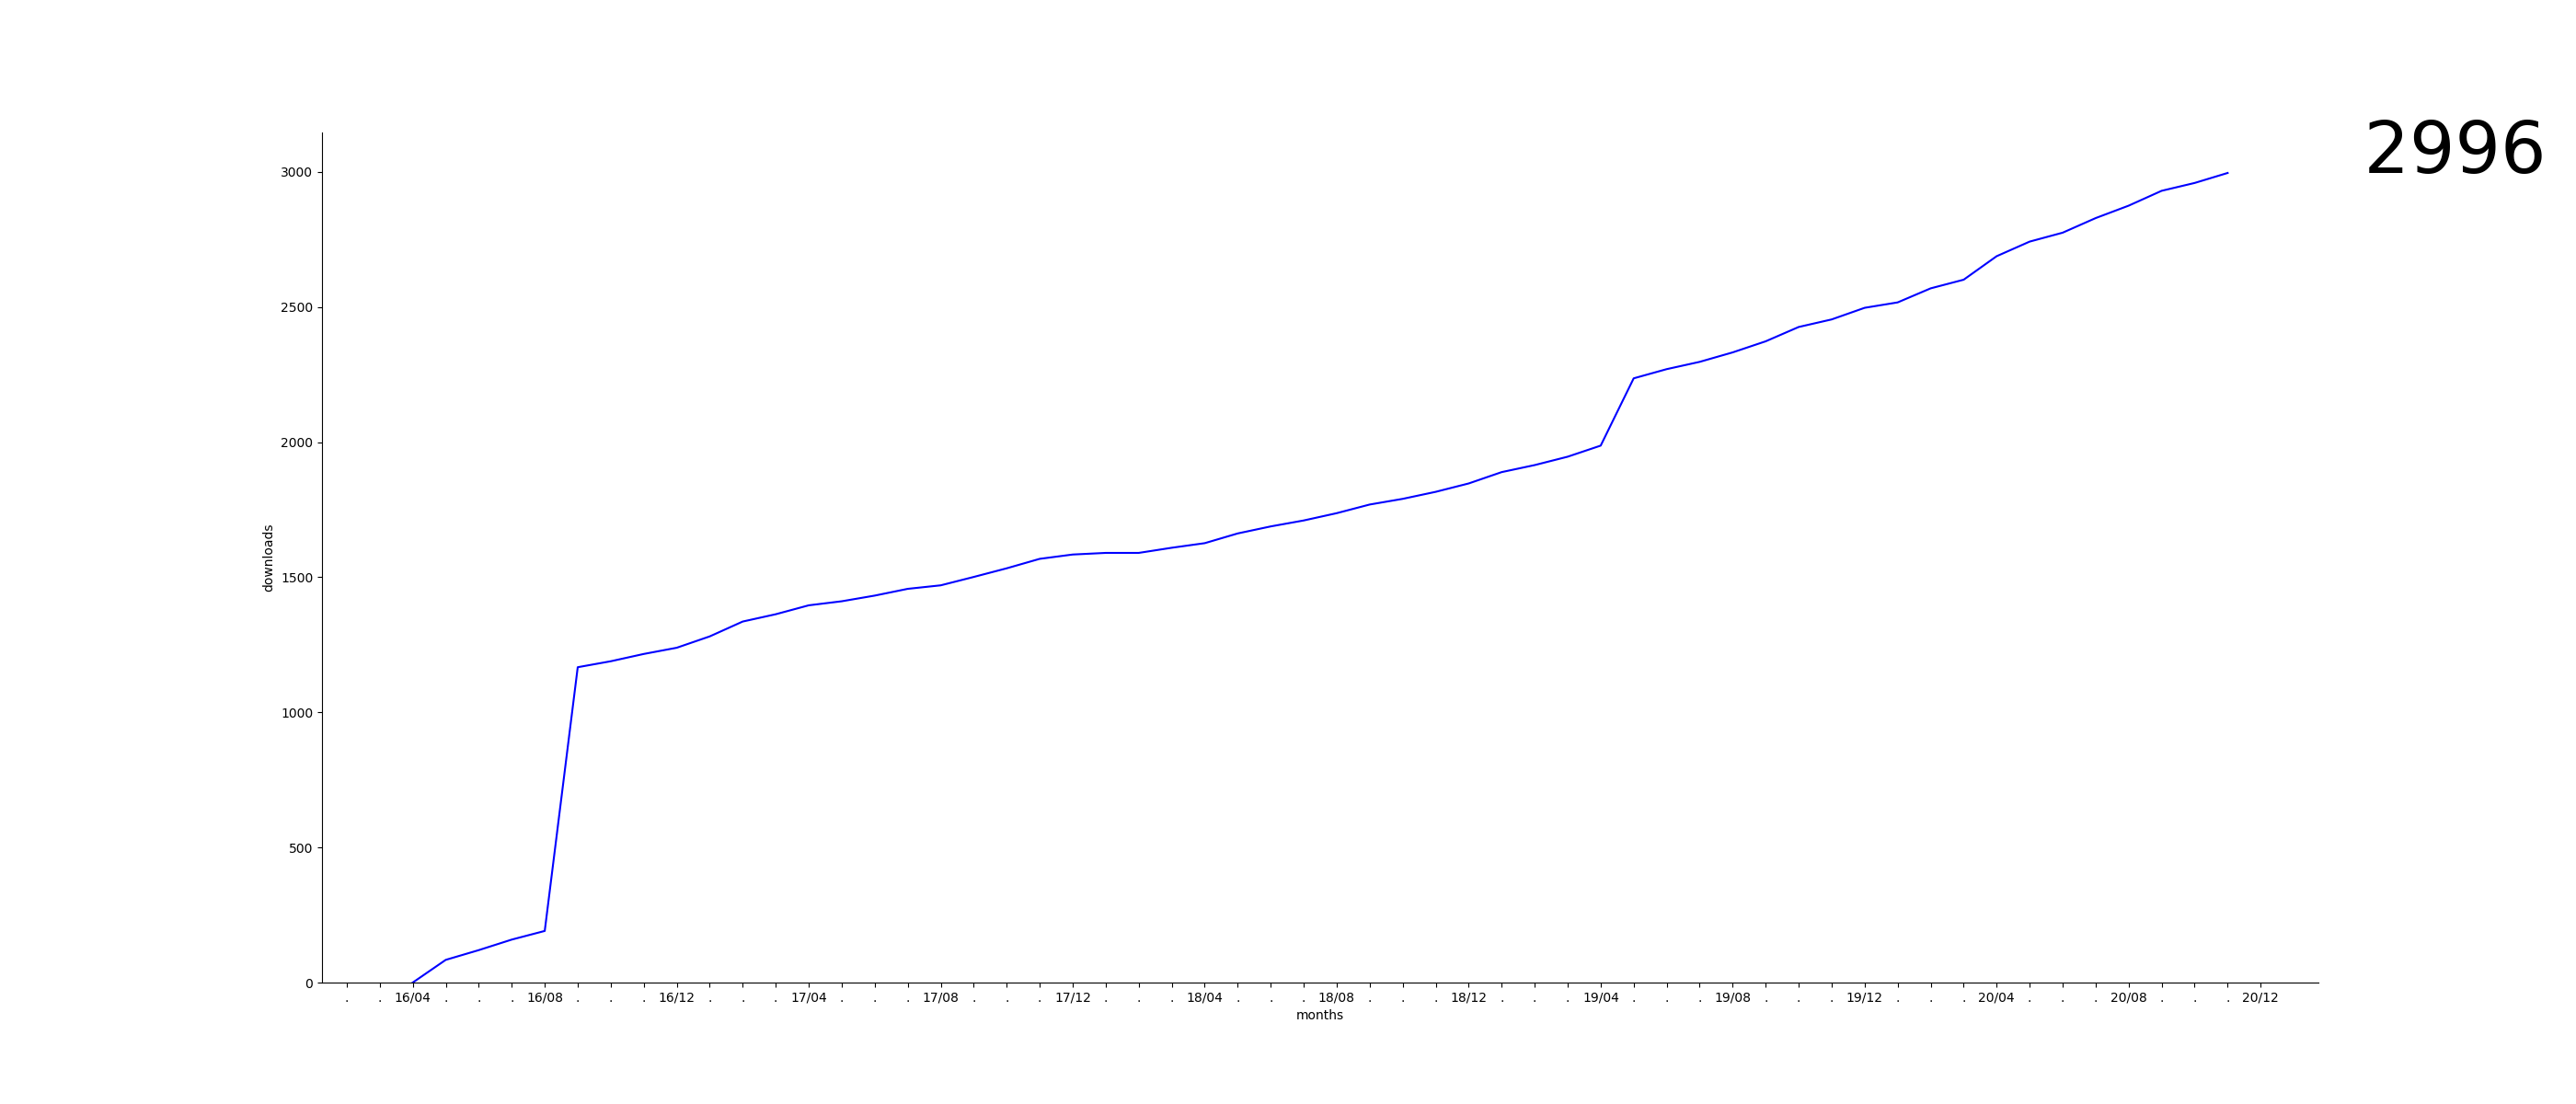 2996
3000
2500
2000
1500
1000
500
0
downloads
. . 16/04 . . . 16/08 . . . 16/12 . . . 17/04 . . . 17/08 . . . 17/12 . . . 18/04 . . . 18/08 . . . 18/12 . . . 19/04 . . . 19/08 . . . 19/12 . . . 20/04 . . . 20/08 . . . 20/12
months